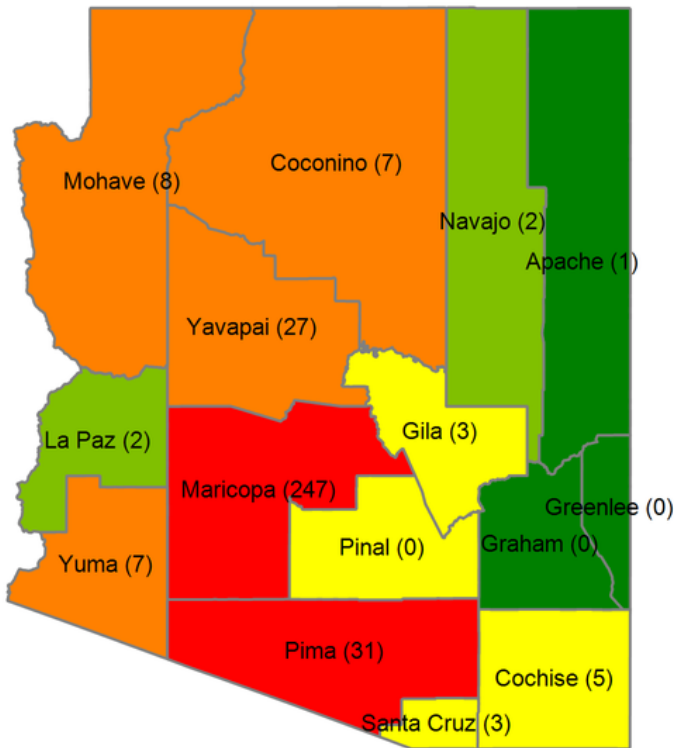 Coconino (7)
Mohave (8)
Navajo (2)
Apache (1)
Yavapai (27)
Gila (3)
La Paz (2)
Maricopa (247)
Greenlee (0)
Graham (0)
Pinal (0)
Yuma (7)
Pima (31)
Cochise (5)
Santa Cruz (3)